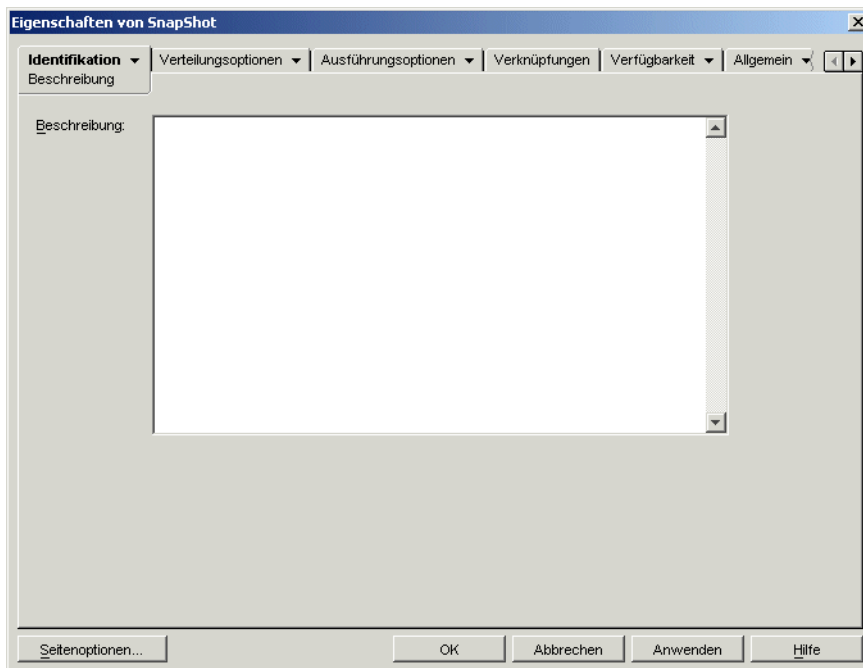 Eigenschaften von SnapShot
Identifikation Verteilungsoptionen Ausführungsoptionen Verknüpfungen Verfügbarkeit Allgemein
Beschreibung
Beschreibung:
Seitenoptionen... OK Abbrechen Anwenden Hilfe